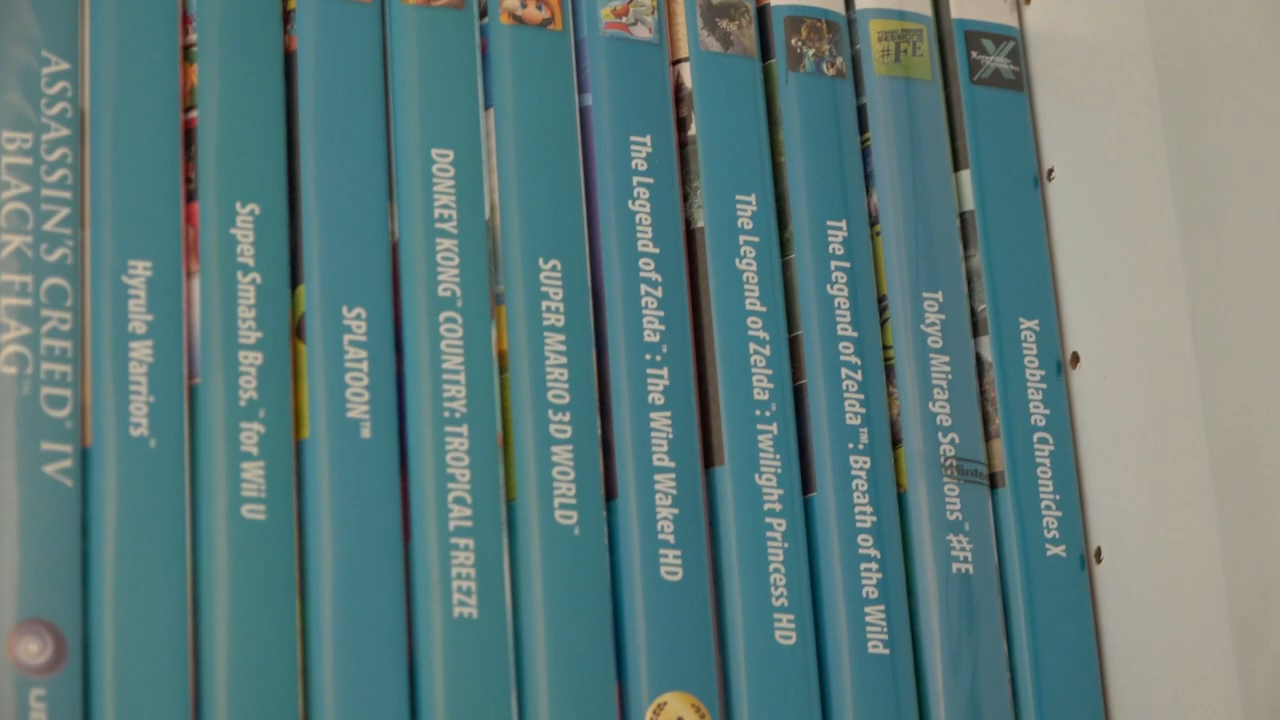 ASSASSIN'S CREED® IV
BLACK FLAG™
Hyrule Warriors™
Super Smash Bros.™ for Wii U
SPLATOON™
DONKEY KONG™ COUNTRY: TROPICAL FREEZE
SUPER MARIO 3D WORLD™
The Legend of Zelda™: The Wind Waker HD
The Legend of Zelda™: Twilight Princess HD
The Legend of Zelda™: Breath of the Wild
#FE
Tokyo Mirage Sessions™ #FE
Xenoblade Chronicles X